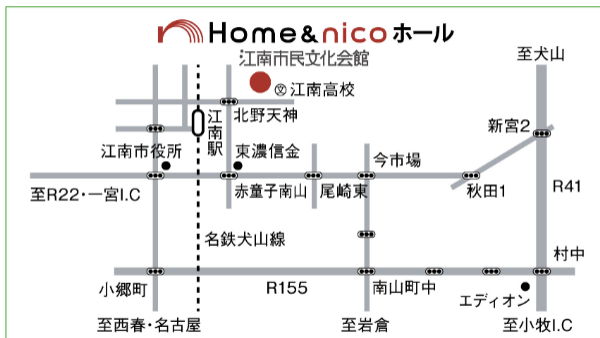 Home&nicoホール
江南市民文化会館
至犬山
㊫江南高校
北野天神
江南駅
新宮2
江南市役所
東濃信金
今市場
至R22・一宮I.C
赤童子南山
尾崎東
秋田1
R41
名鉄犬山線
村中
小郷町
R155
南山町中
エディオン
至西春・名古屋
至岩倉
至小牧I.C